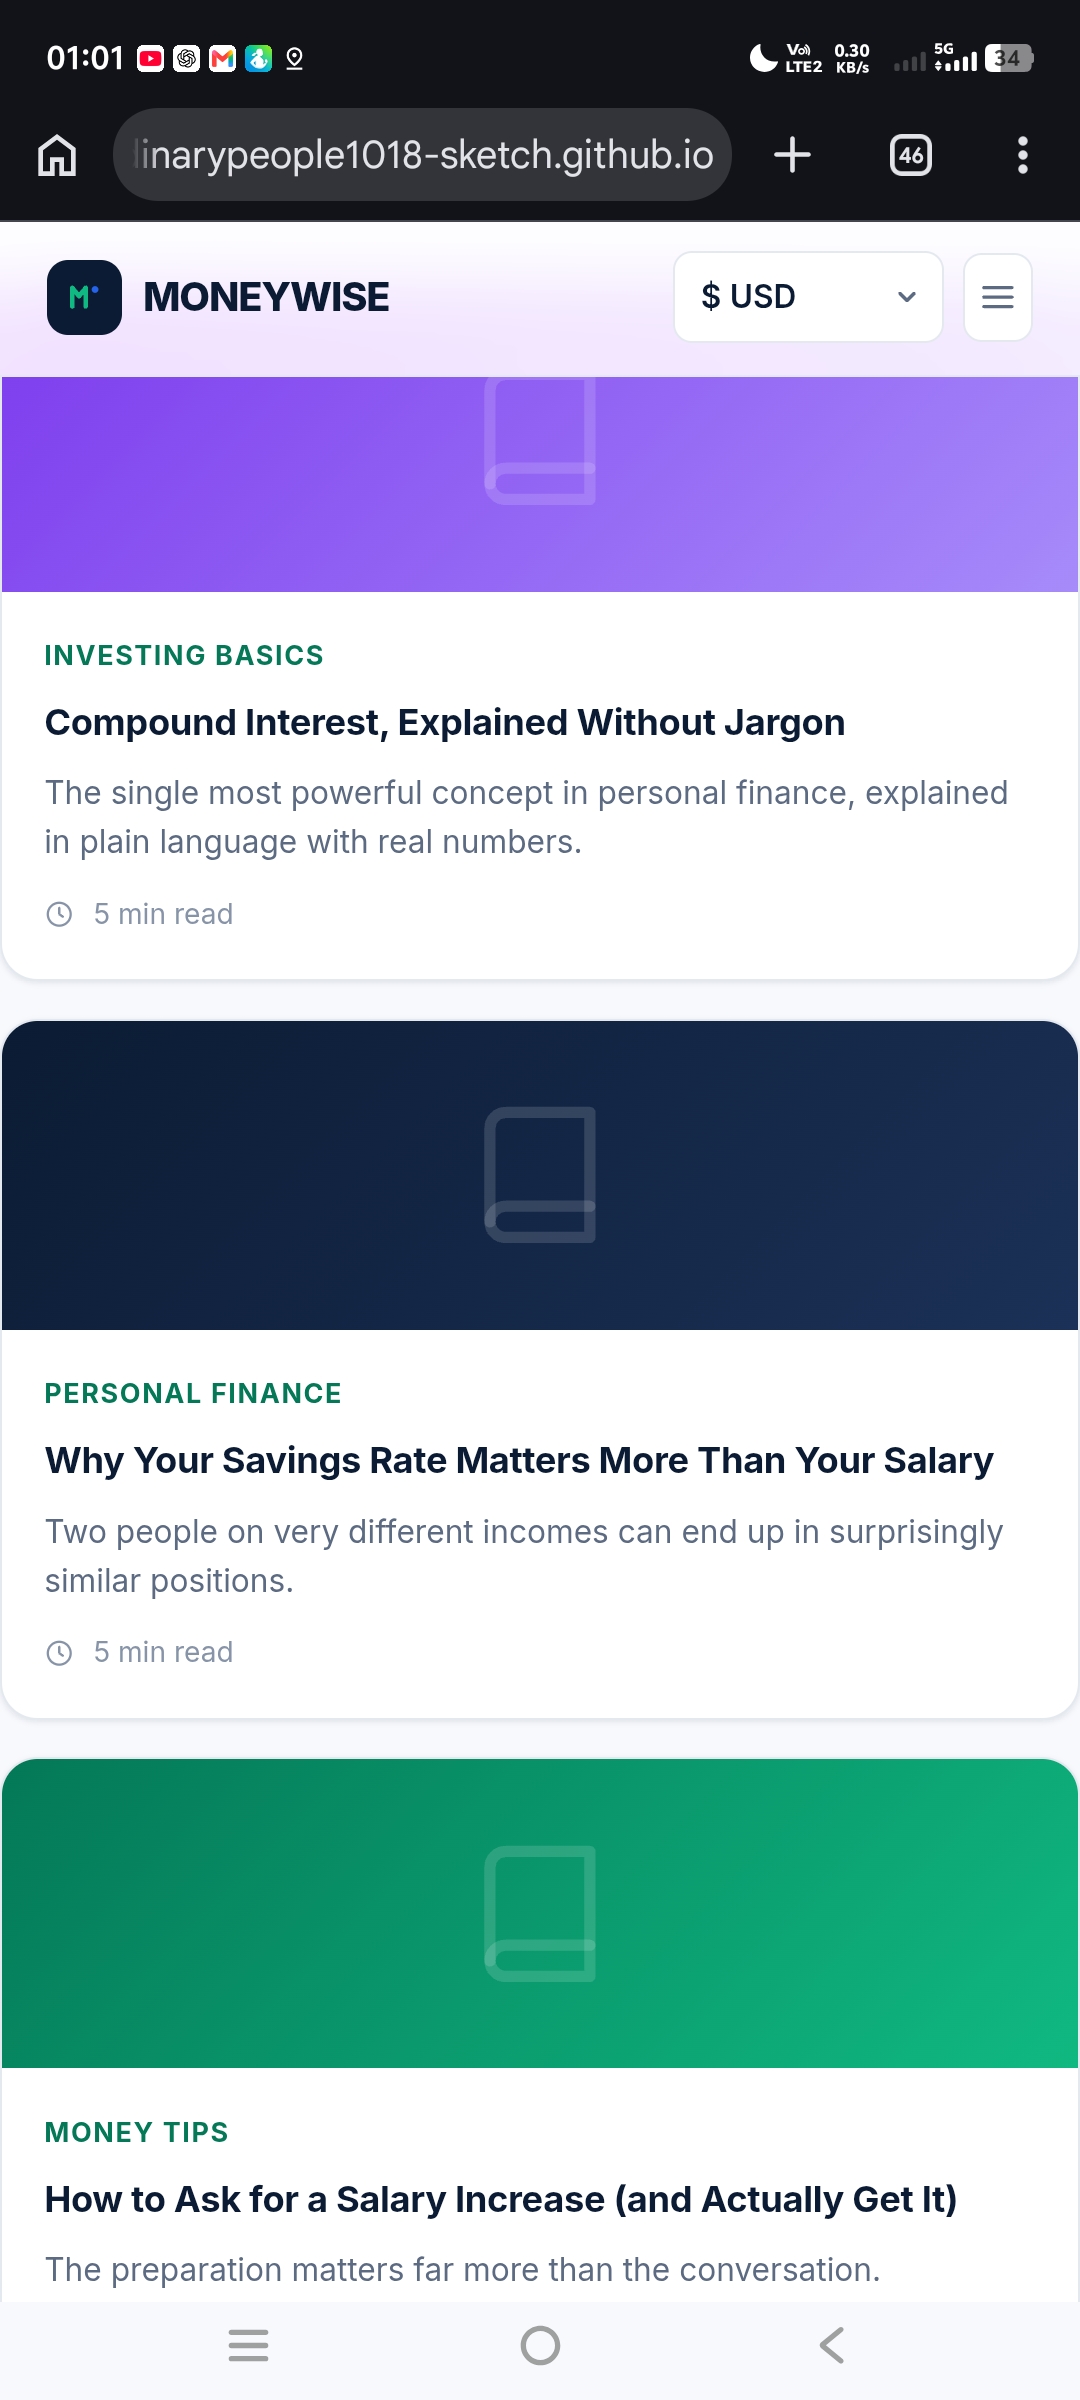 01:01
Vo))
LTE2
0.30
KB/s
5G
34
inarypeople1018-sketch.github.io
46
M
MONEYWISE
$ USD
INVESTING BASICS
Compound Interest, Explained Without Jargon
The single most powerful concept in personal finance, explained
in plain language with real numbers.
5 min read
PERSONAL FINANCE
Why Your Savings Rate Matters More Than Your Salary
Two people on very different incomes can end up in surprisingly
similar positions.
5 min read
MONEY TIPS
How to Ask for a Salary Increase (and Actually Get It)
The preparation matters far more than the conversation.